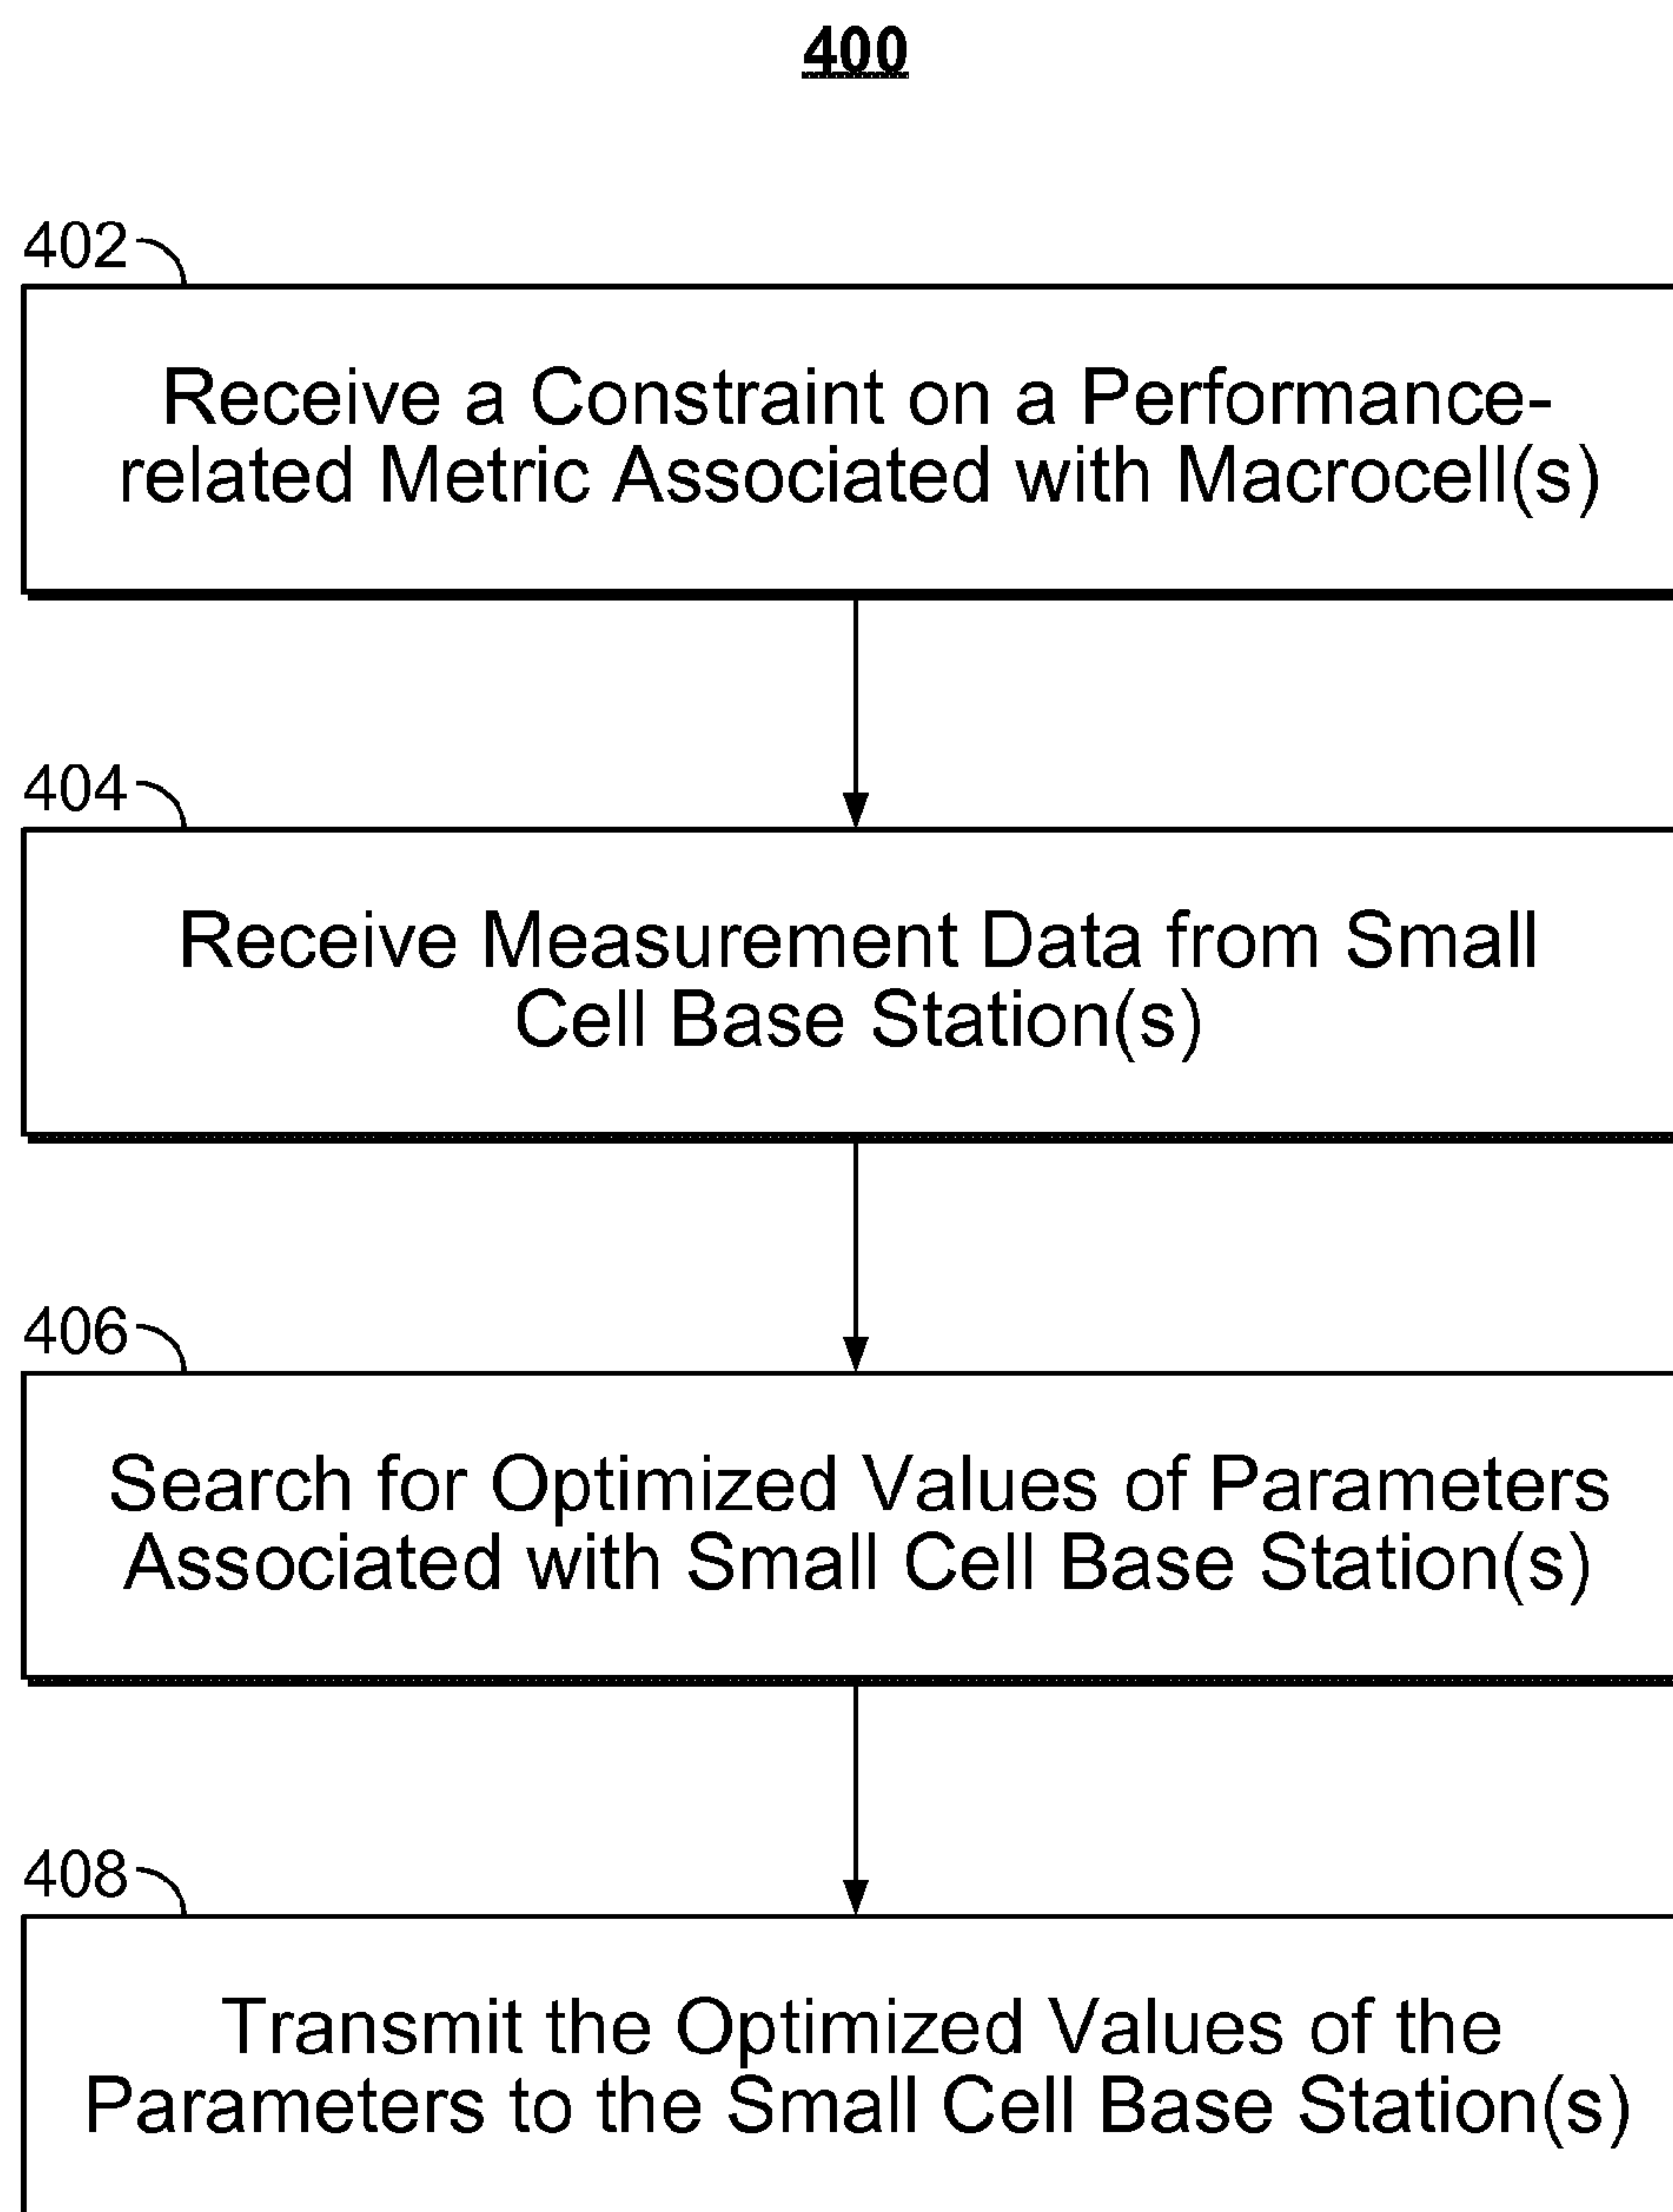 400
402
Receive a Constraint on a Performance-
related Metric Associated with Macrocell(s)
404
Receive Measurement Data from Small
Cell Base Station(s)
406
Search for Optimized Values of Parameters
Associated with Small Cell Base Station(s)
408
Transmit the Optimized Values of the
Parameters to the Small Cell Base Station(s)